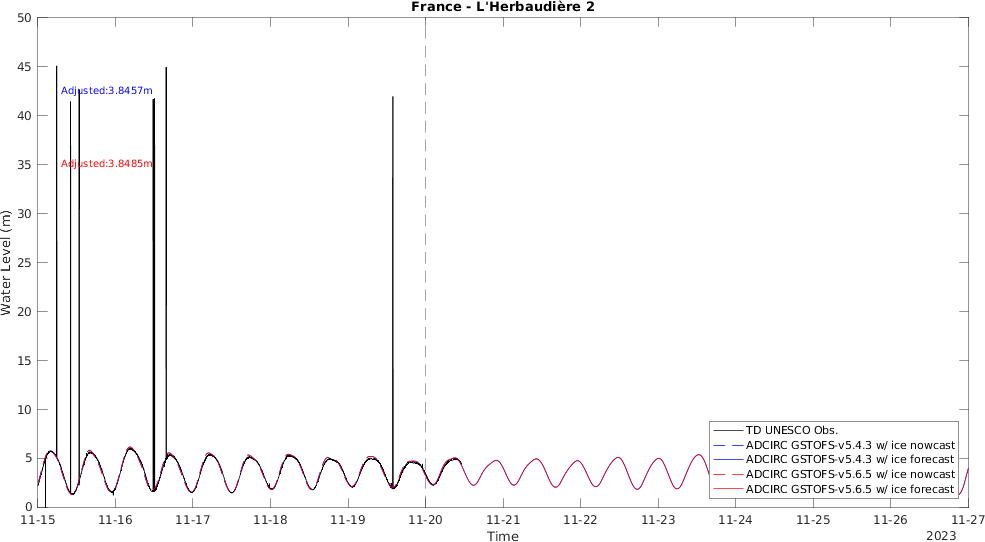 France - L'Herbaudière 2
50
45
40
35
30
25
20
15
10
5
0
Water Level (m)
Adjusted:3.8457m
Adjusted:3.8485m
TD UNESCO Obs.
ADCIRC GSTOFS-v5.4.3 w/ ice nowcast
ADCIRC GSTOFS-v5.4.3 w/ ice forecast
ADCIRC GSTOFS-v5.6.5 w/ ice nowcast
ADCIRC GSTOFS-v5.6.5 w/ ice forecast
11-15 11-16 11-17 11-18 11-19 11-20 11-21 11-22 11-23 11-24 11-25 11-26 11-27
Time
2023